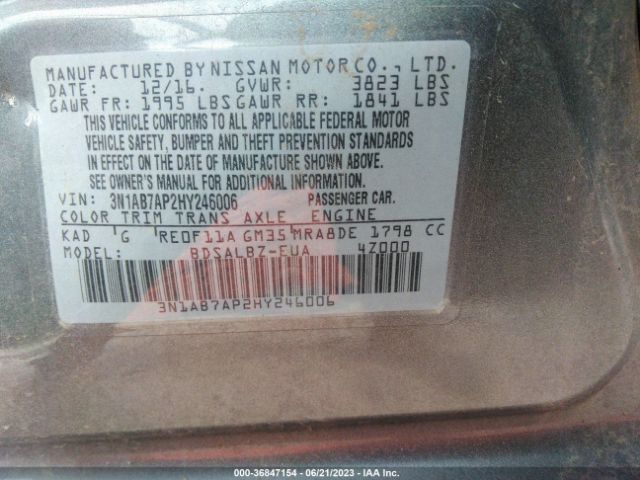 MANUFACTURED BY NISSAN MOTOR CO., LTD.
DATE: 12/16. GVWR: 3823 LBS
GAWR FR: 1995 LBS GAWR RR: 1841 LBS
THIS VEHICLE CONFORMS TO ALL APPLICABLE FEDERAL MOTOR
VEHICLE SAFETY, BUMPER AND THEFT PREVENTION STANDARDS
IN EFFECT ON THE DATE OF MANUFACTURE SHOWN ABOVE.
SEE OWNER'S MANUAL FOR ADDITIONAL INFORMATION.
VIN: 3N1AB7AP2HY246006 PASSENGER CAR.
COLOR TRIM TRANS AXLE ENGINE
KAD G RE0F11A GM35 MRA8DE 1798 CC
MODEL: BDSALBZ-EUA 4Z000
3N1AB7AP2HY246006
000-36847154 - 06/21/2023 - IAA Inc.